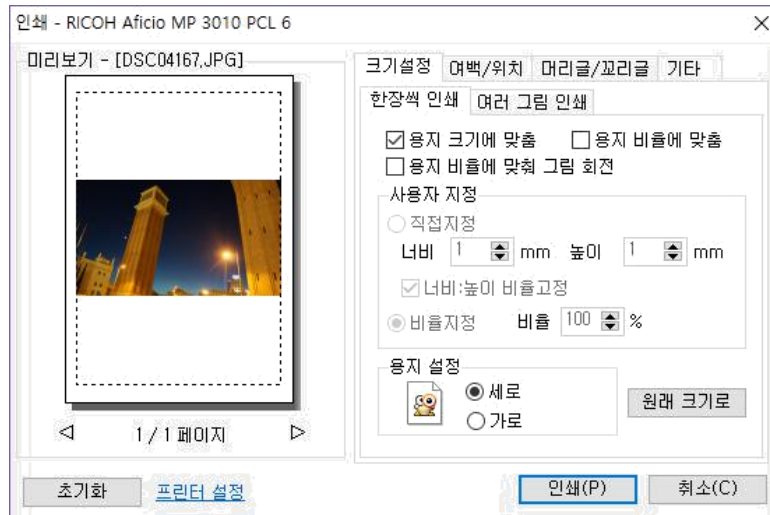 인쇄 - RICOH Aficio MP 3010 PCL 6
미리보기 - [DSC04167,JPG]
1 / 1 페이지
크기설정 여백/위치 머리글/꼬리글 기타
한장씩 인쇄 여러 그림 인쇄
용지 크기에 맞춤 용지 비율에 맞춤
용지 비율에 맞춰 그림 회전
사용자 지정
직접지정
너비 1 mm 높이 1 mm
너비:높이 비율고정
비율지정 비율 100 %
용지 설정
세로
가로
원래 크기로
초기화 프린터 설정 인쇄(P) 취소(C)